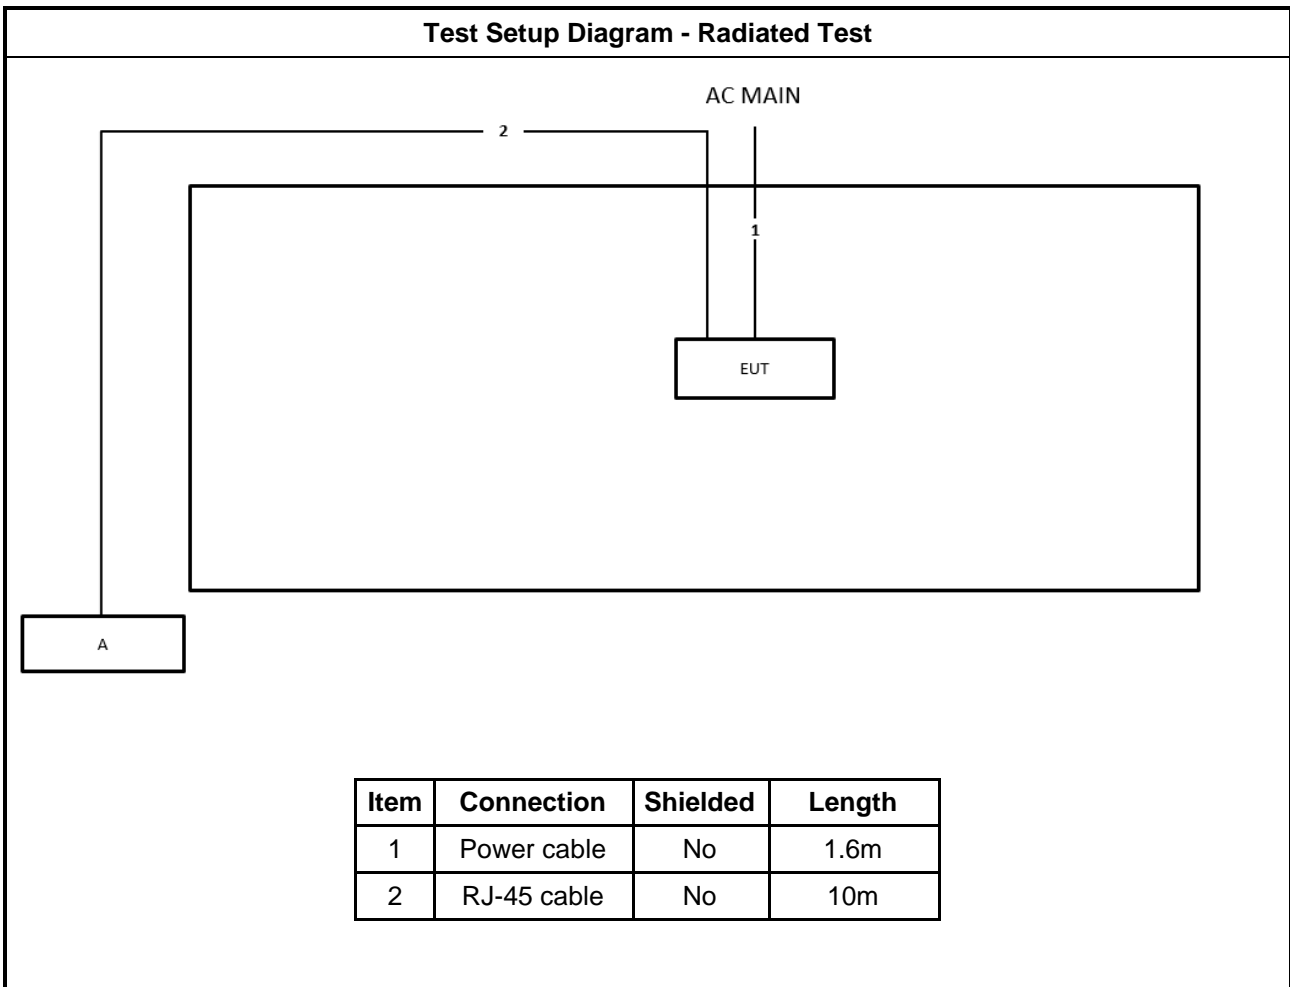 Test Setup Diagram - Radiated Test
AC MAIN
2
1
EUT
A
Item Connection Shielded Length
1 Power cable No 1.6m
2 RJ-45 cable No 10m